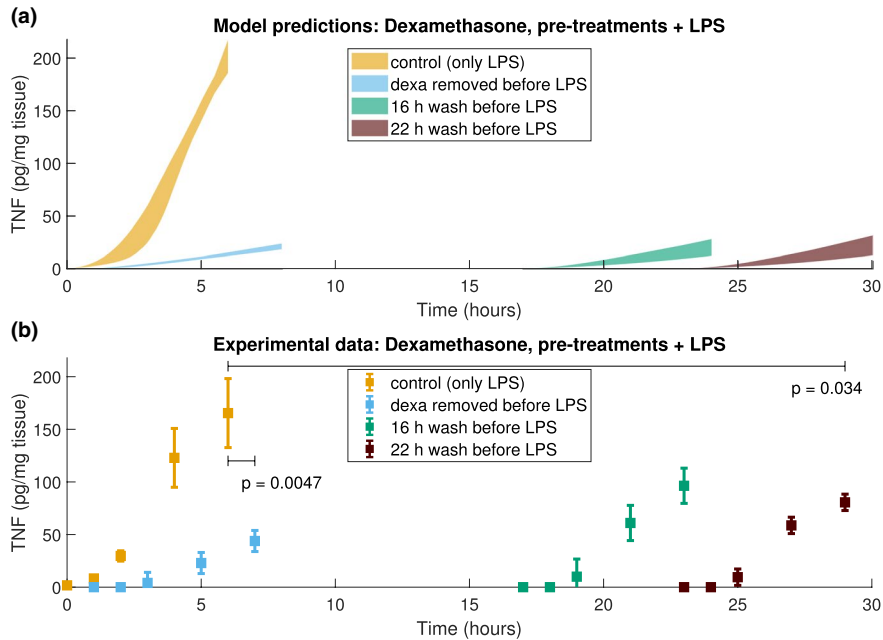 (a)
Model predictions: Dexamethasone, pre-treatments + LPS
200
150
100
50
0
TNF (pg/mg tissue)
control (only LPS)
dexa removed before LPS
16 h wash before LPS
22 h wash before LPS
0 5 10 15 20 25 30
Time (hours)
(b)
Experimental data: Dexamethasone, pre-treatments + LPS
200
150
100
50
0
TNF (pg/mg tissue)
control (only LPS)
dexa removed before LPS
16 h wash before LPS
22 h wash before LPS
p = 0.034
p = 0.0047
0 5 10 15 20 25 30
Time (hours)